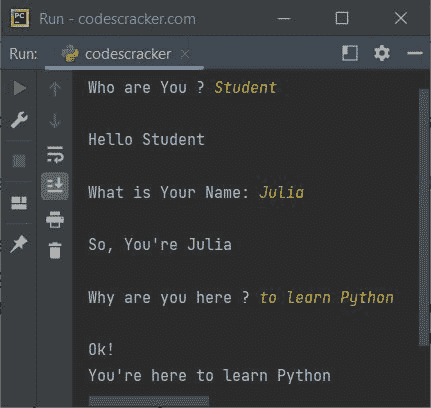 PC Run - codescracker.com
Run: codescracker
Who are You ? Student
Hello Student
What is Your Name: Julia
So, You're Julia
Why are you here ? to learn Python
Ok!
You're here to learn Python